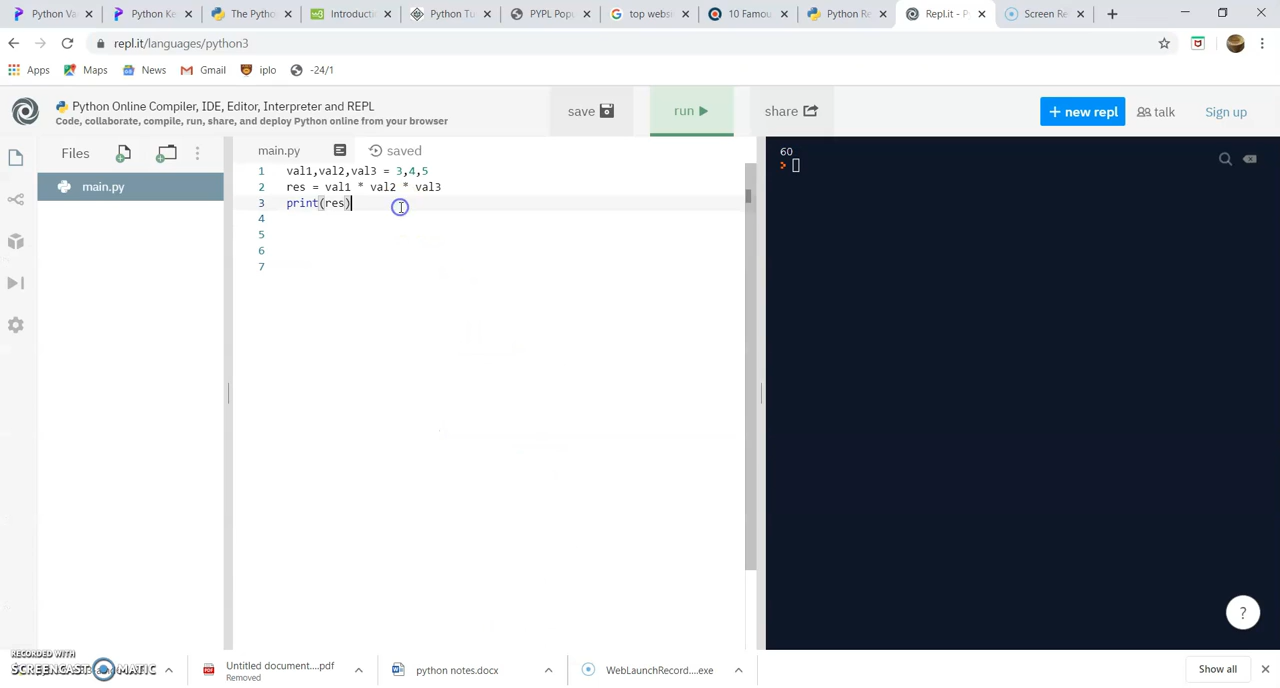 Python Va
Python Ke
The Pytho
Introducti
Python Tu
PYPL Popu
top websi
10 Famou
Python Re
Repl.it - P
Screen Re
repl.it/languages/python3
Apps
Maps
News
Gmail
iplo
-24/1
Python Online Compiler, IDE, Editor, Interpreter and REPL
Code, collaborate, compile, run, share, and deploy Python online from your browser
save
run
share
+ new repl
talk
Sign up
Files
main.py
main.py
saved
1 val1,val2,val3 = 3,4,5
2 res = val1 * val2 * val3
3 print(res)
4
5
6
7
60
?
RECORDED WITH
SCREENCAST MATIC
Untitled document....pdf
Removed
python notes.docx
WebLaunchRecord....exe
Show all